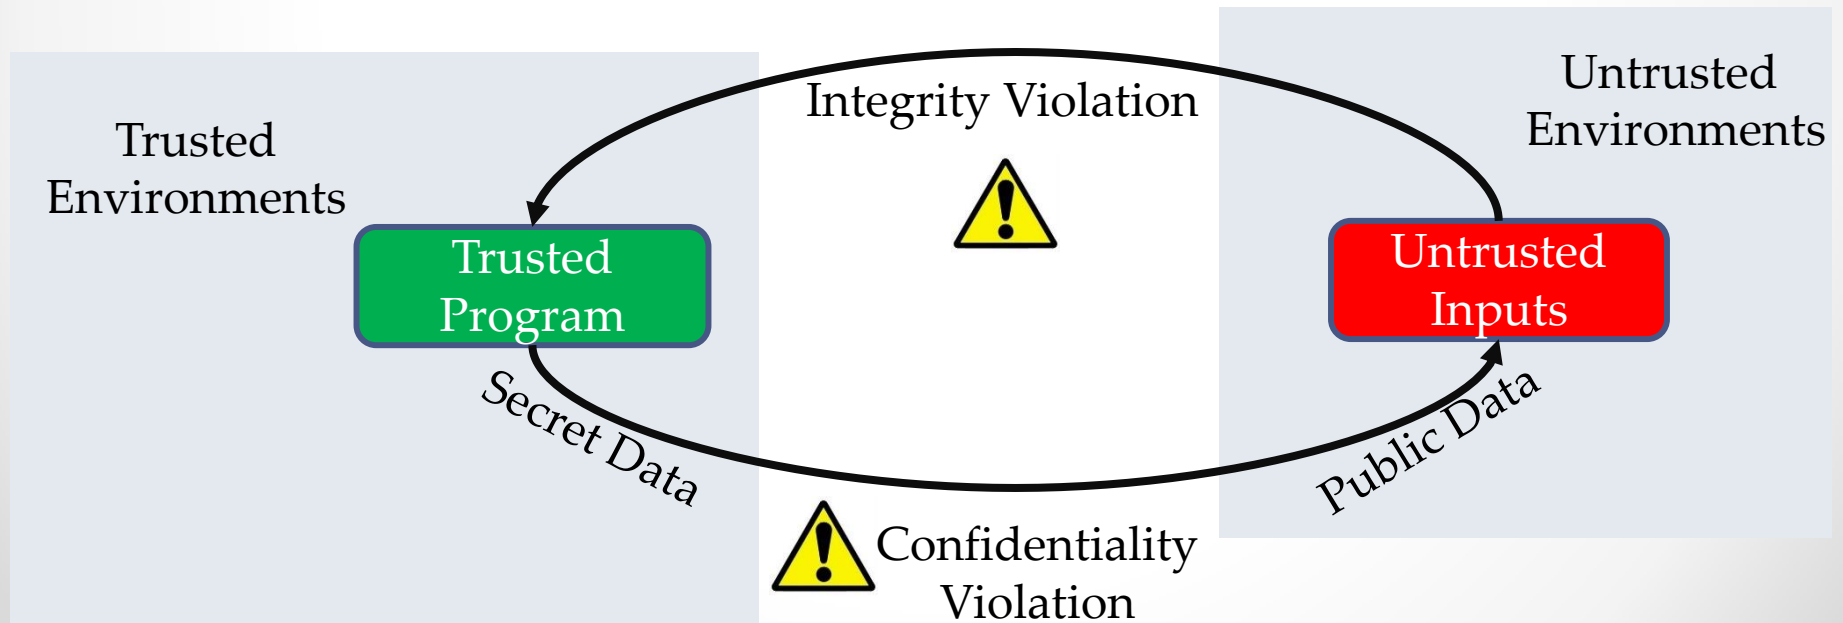 Trusted
Environments
Integrity Violation
Untrusted
Environments
Trusted
Program
Untrusted
Inputs
Secret Data
Public Data
Confidentiality
Violation